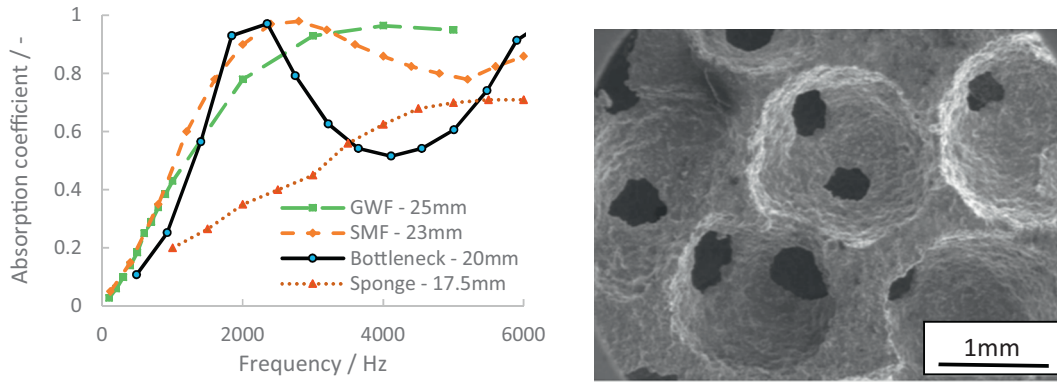 Absorption coefficient / -
1
0.8
0.6
0.4
0.2
0
0
2000
4000
6000
Frequency / Hz
GWF - 25mm
SMF - 23mm
Bottleneck - 20mm
Sponge - 17.5mm
1mm